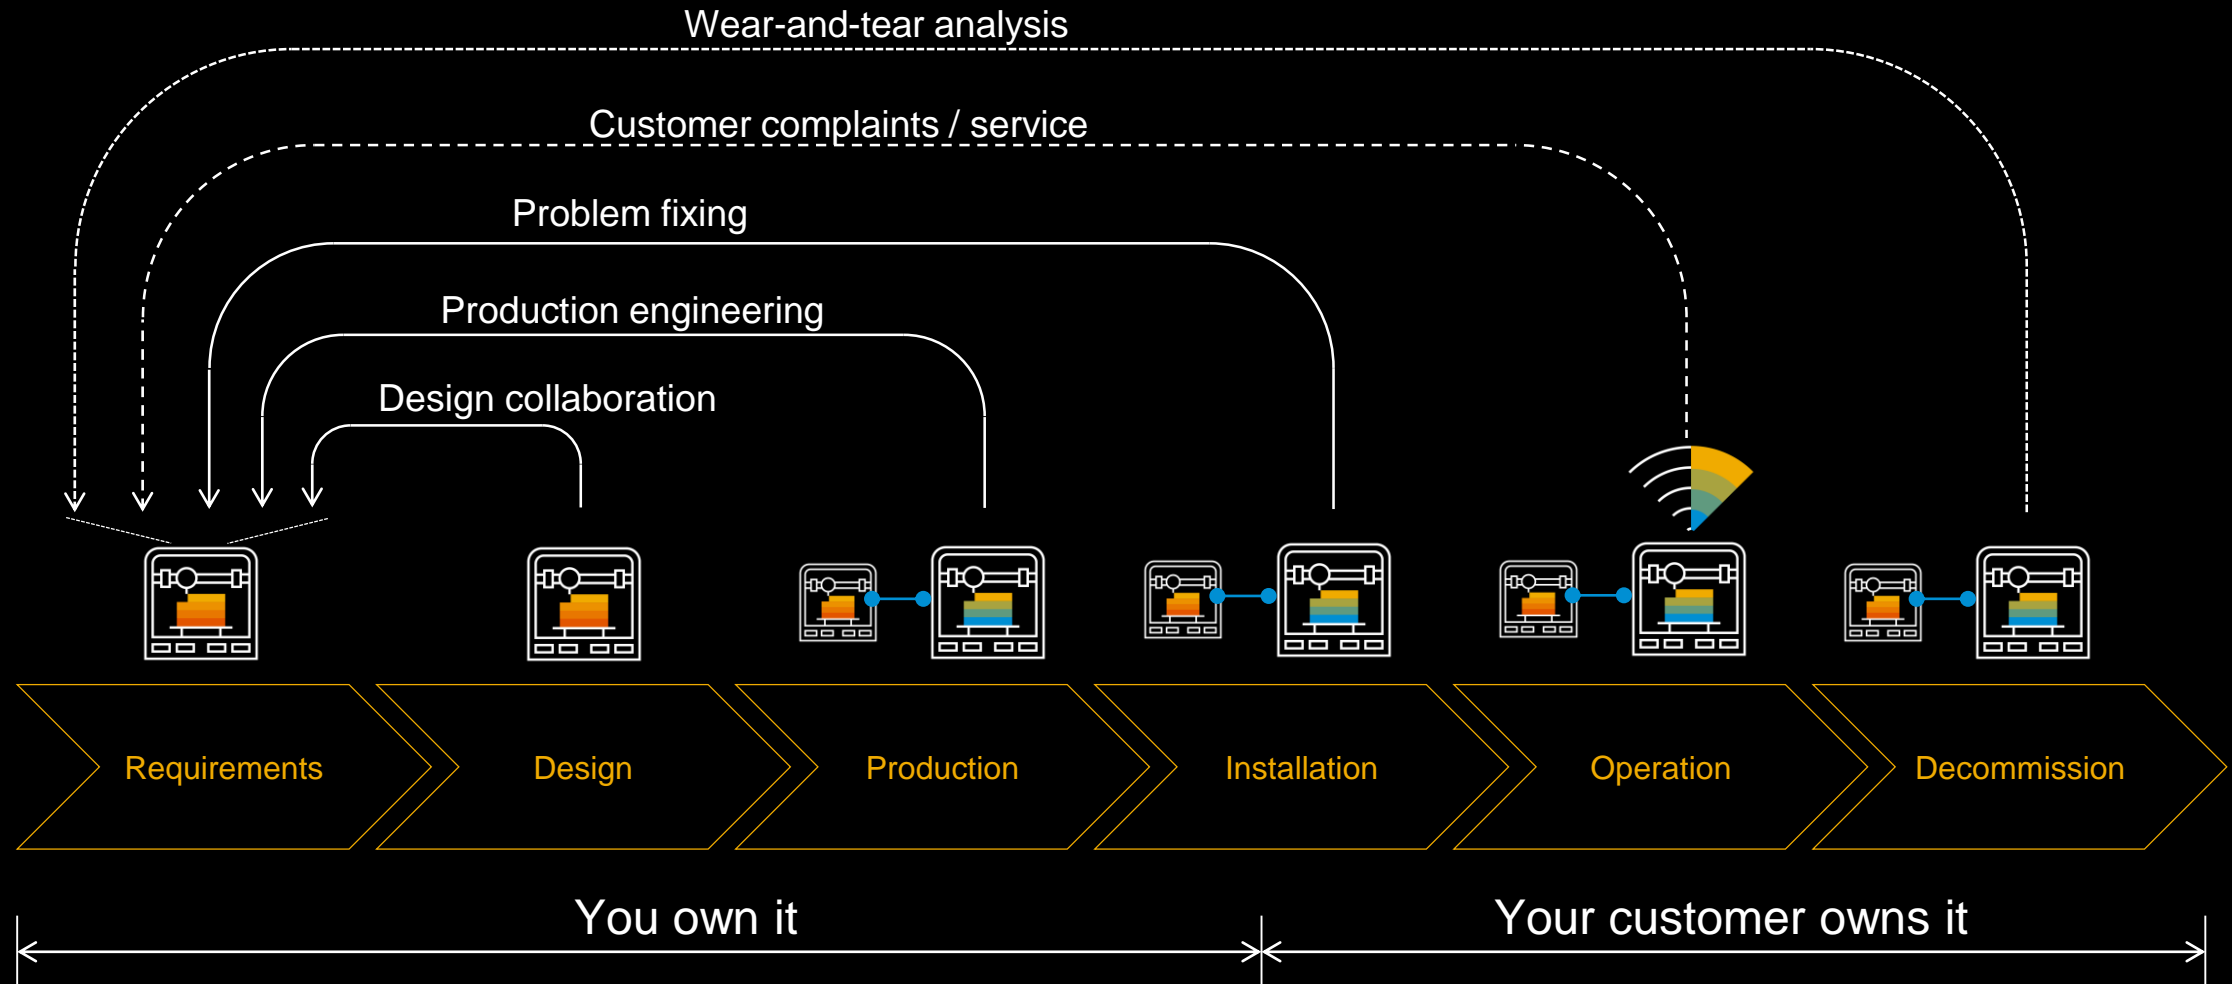 Wear-and-tear analysis
Customer complaints / service
Problem fixing
Production engineering
Design collaboration
Requirements
Design
Production
Installation
Operation
Decommission
You own it
Your customer owns it